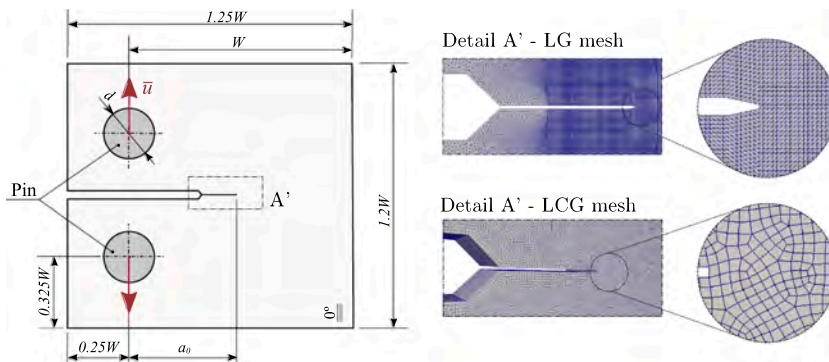 1.25W
W
Detail A' - LG mesh
d
u̅
Pin
A'
1.2W
Detail A' - LCG mesh
0.325W
0°
0.25W
a₀